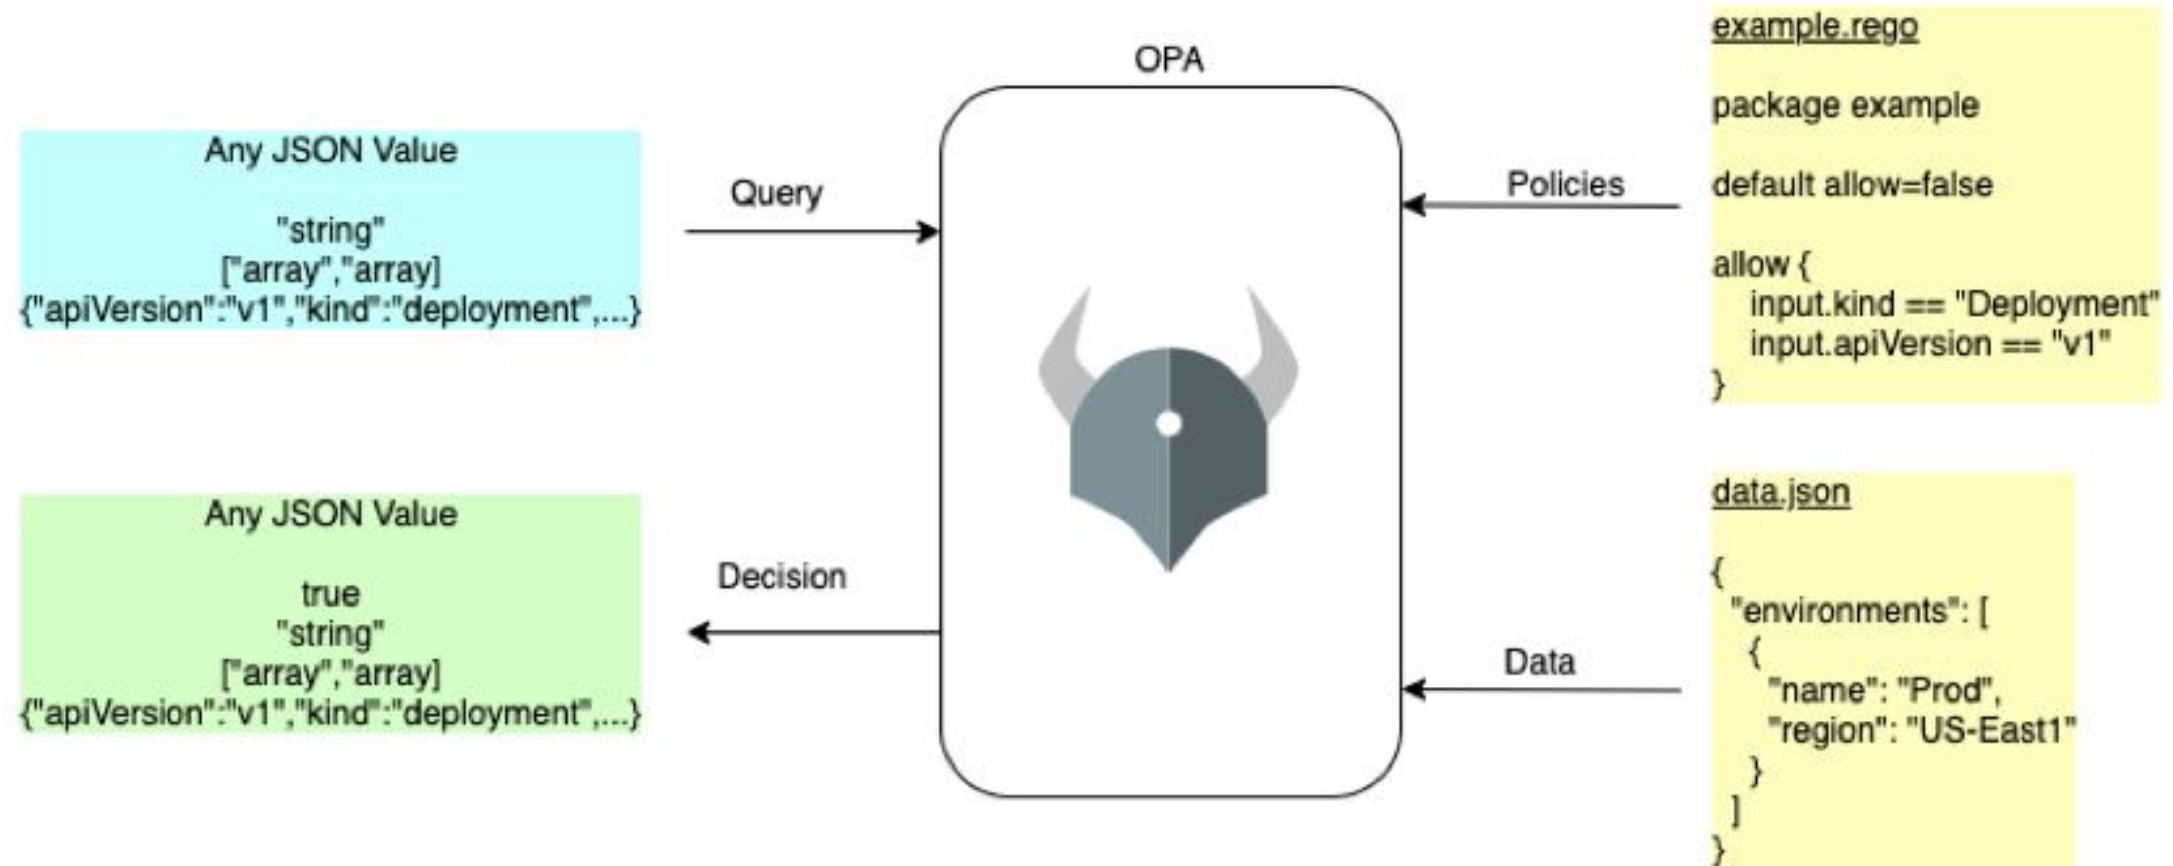 OPA
Any JSON Value
"string"
["array","array]
{"apiVersion":"v1","kind":"deployment",...}
Query
Policies
example.rego
package example
default allow=false
allow {
input.kind == "Deployment"
input.apiVersion == "v1"
}
Any JSON Value
true
"string"
["array","array]
{"apiVersion":"v1","kind":"deployment",...}
Decision
Data
data.json
{
"environments": [
{
"name": "Prod",
"region": "US-East1"
}
]
}